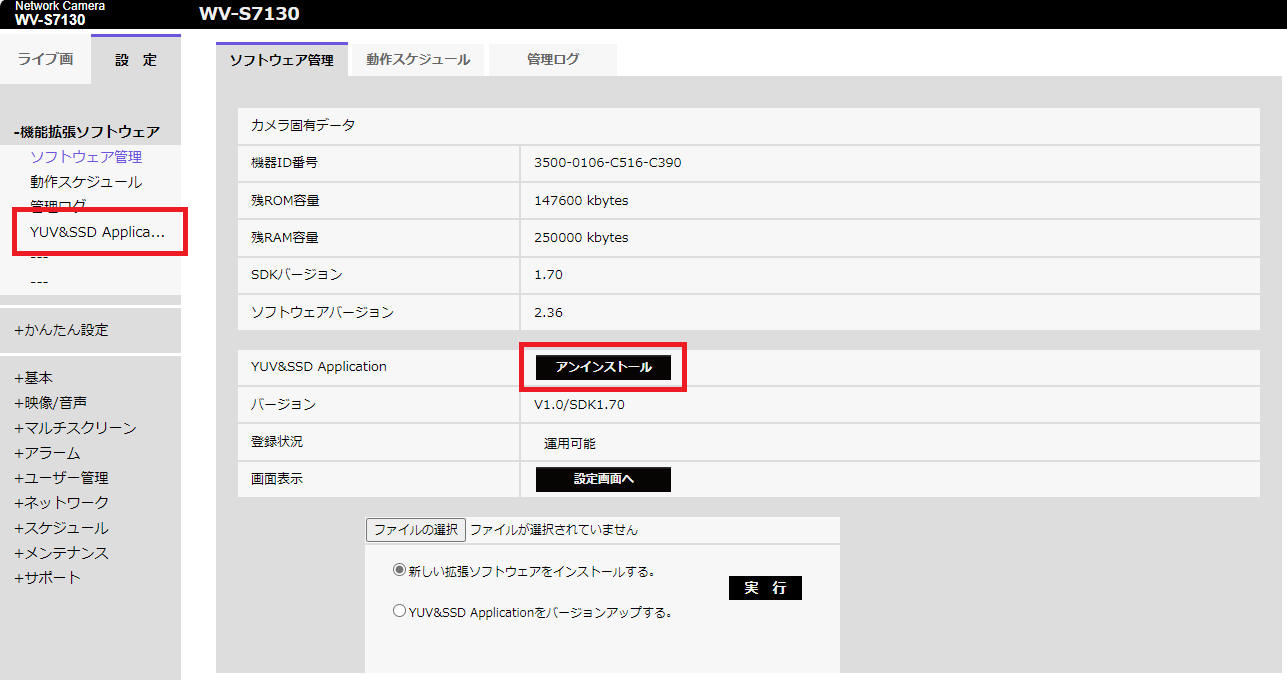 Network Camera
WV-S7130
WV-S7130
ライブ画
設 定
ソフトウェア管理
動作スケジュール
管理ログ
-機能拡張ソフトウェア
ソフトウェア管理
動作スケジュール
管理ログ
YUV&SSD Applica...
---
---
+かんたん設定
+基本
+映像/音声
+マルチスクリーン
+アラーム
+ユーザー管理
+ネットワーク
+スケジュール
+メンテナンス
+サポート
カメラ固有データ
機器ID番号 3500-0106-C516-C390
残ROM容量 147600 kbytes
残RAM容量 250000 kbytes
SDKバージョン 1.70
ソフトウェアバージョン 2.36
YUV&SSD Application アンインストール
バージョン V1.0/SDK1.70
登録状況 運用可能
画面表示 設定画面へ
ファイルの選択 ファイルが選択されていません
新しい拡張ソフトウェアをインストールする。
実 行
YUV&SSD Applicationをバージョンアップする。